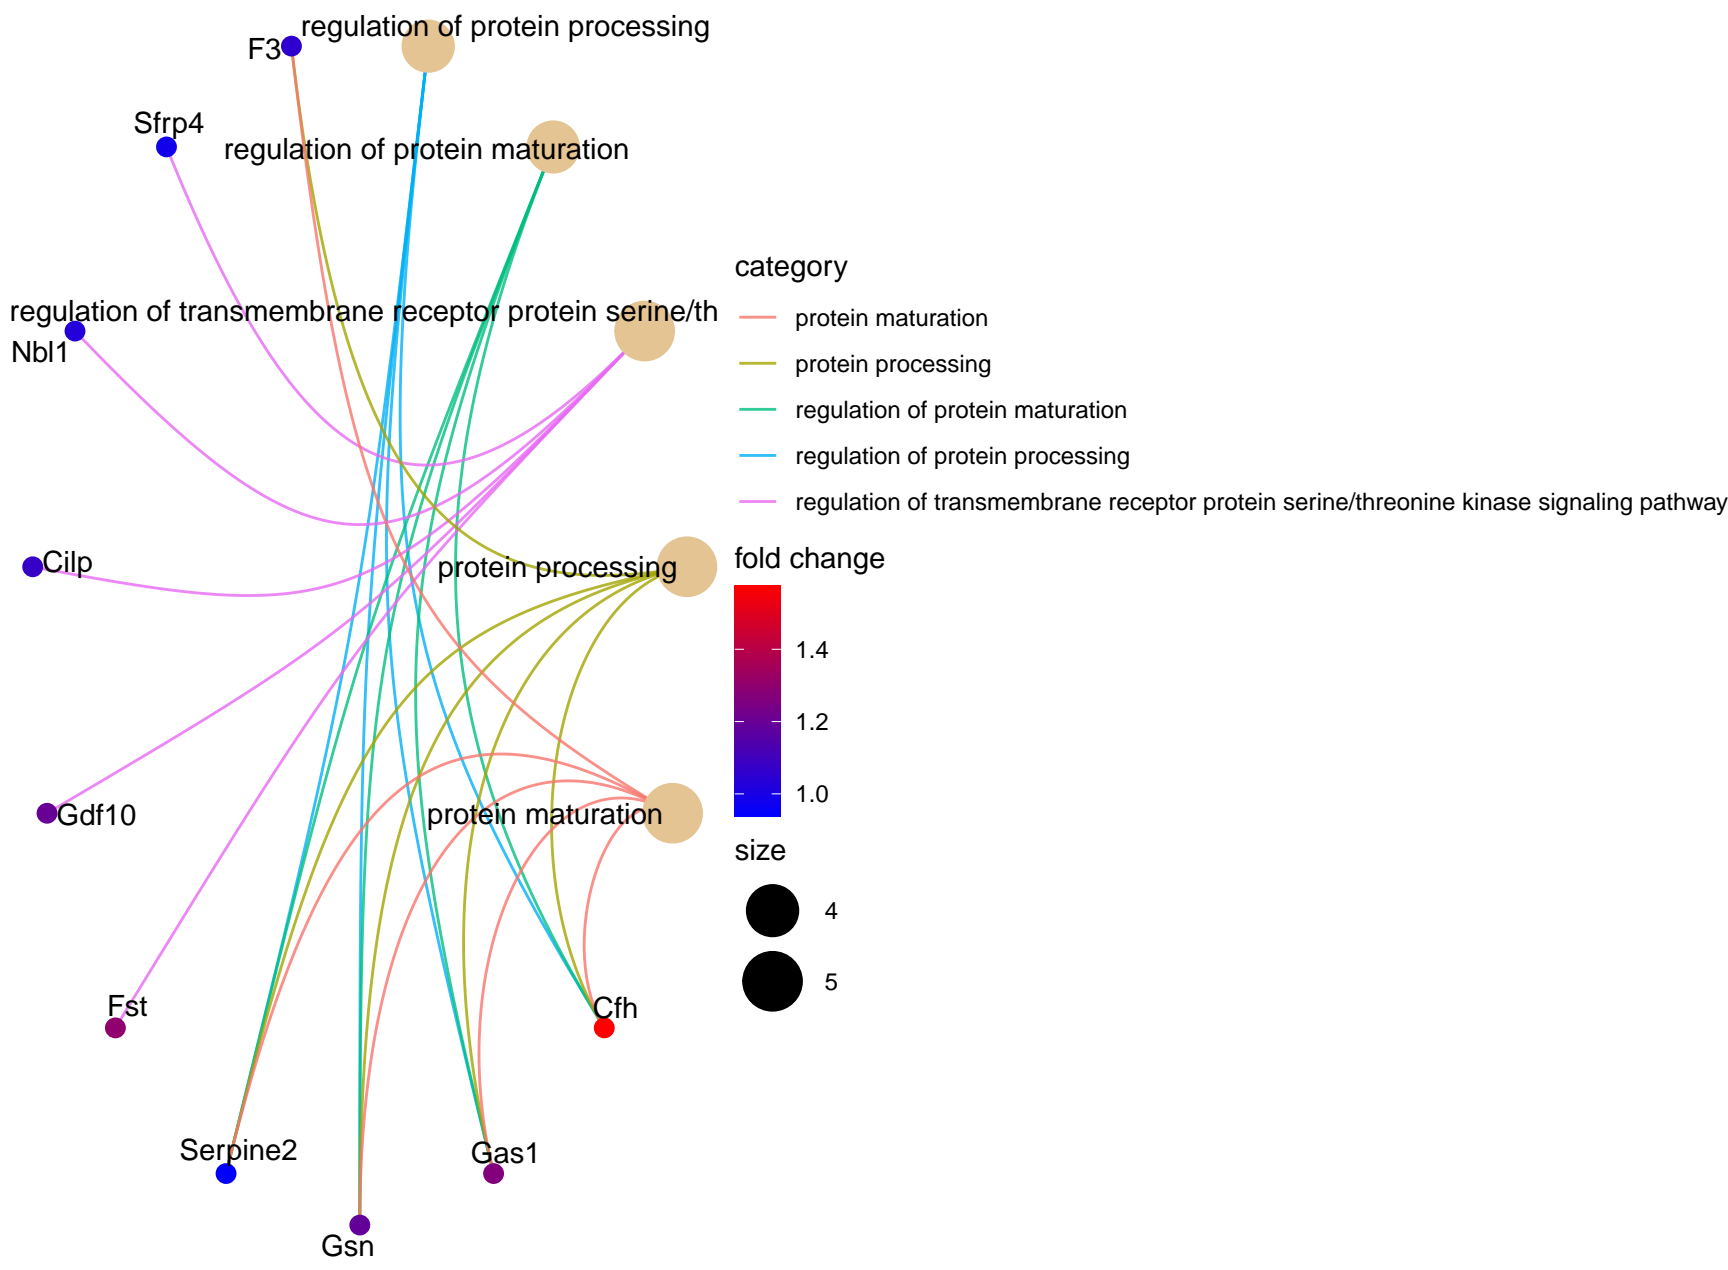 regulation of protein processing
F3
Sfrp4
regulation of protein maturation
regulation of transmembrane receptor protein serine/th
Nbl1
Cilp
protein processing
Gdf10
protein maturation
Fst
Cfh
Serpine2
Gas1
Gsn
category
protein maturation
protein processing
regulation of protein maturation
regulation of protein processing
regulation of transmembrane receptor protein serine/threonine kinase signaling pathway
fold change
1.4
1.2
1.0
size
4
5